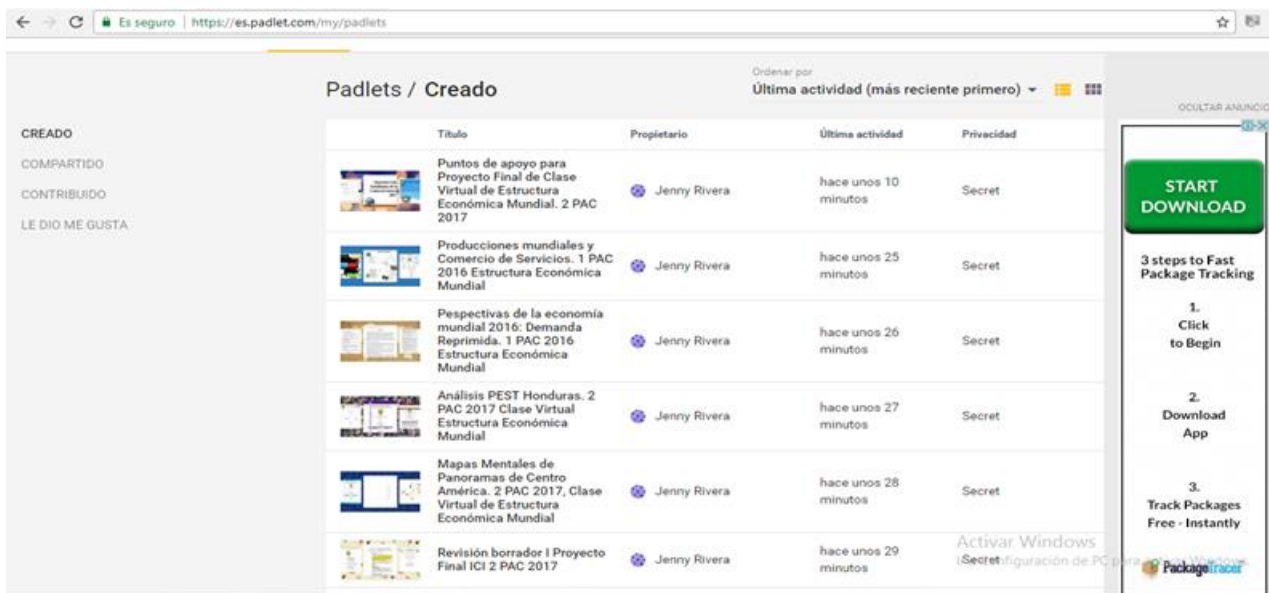 Es seguro | https://es.padlet.com/my/padlets
Padlets / Creado
Ordenar por
Última actividad (más reciente primero)
OCULTAR ANUNCIO
CREADO
COMPARTIDO
CONTRIBUIDO
LE DIO ME GUSTA
Título Propietario Última actividad Privacidad
Puntos de apoyo para
Proyecto Final de Clase
Virtual de Estructura
Económica Mundial. 2 PAC
2017
Jenny Rivera
hace unos 10
minutos
Secret
Producciones mundiales y
Comercio de Servicios. 1 PAC
2016 Estructura Económica
Mundial
Jenny Rivera
hace unos 25
minutos
Secret
Pespectivas de la economía
mundial 2016: Demanda
Reprimida. 1 PAC 2016
Estructura Económica
Mundial
Jenny Rivera
hace unos 26
minutos
Secret
Análisis PEST Honduras. 2
PAC 2017 Clase Virtual
Estructura Económica
Mundial
Jenny Rivera
hace unos 27
minutos
Secret
Mapas Mentales de
Panoramas de Centro
América. 2 PAC 2017, Clase
Virtual de Estructura
Económica Mundial
Jenny Rivera
hace unos 28
minutos
Secret
Revisión borrador I Proyecto
Final ICI 2 PAC 2017
Jenny Rivera
hace unos 29
minutos
Secret
START
DOWNLOAD
3 steps to Fast
Package Tracking
1.
Click
to Begin
2.
Download
App
3.
Track Packages
Free - Instantly
PackageTracer
Activar Windows
configuración de PC para Windows.